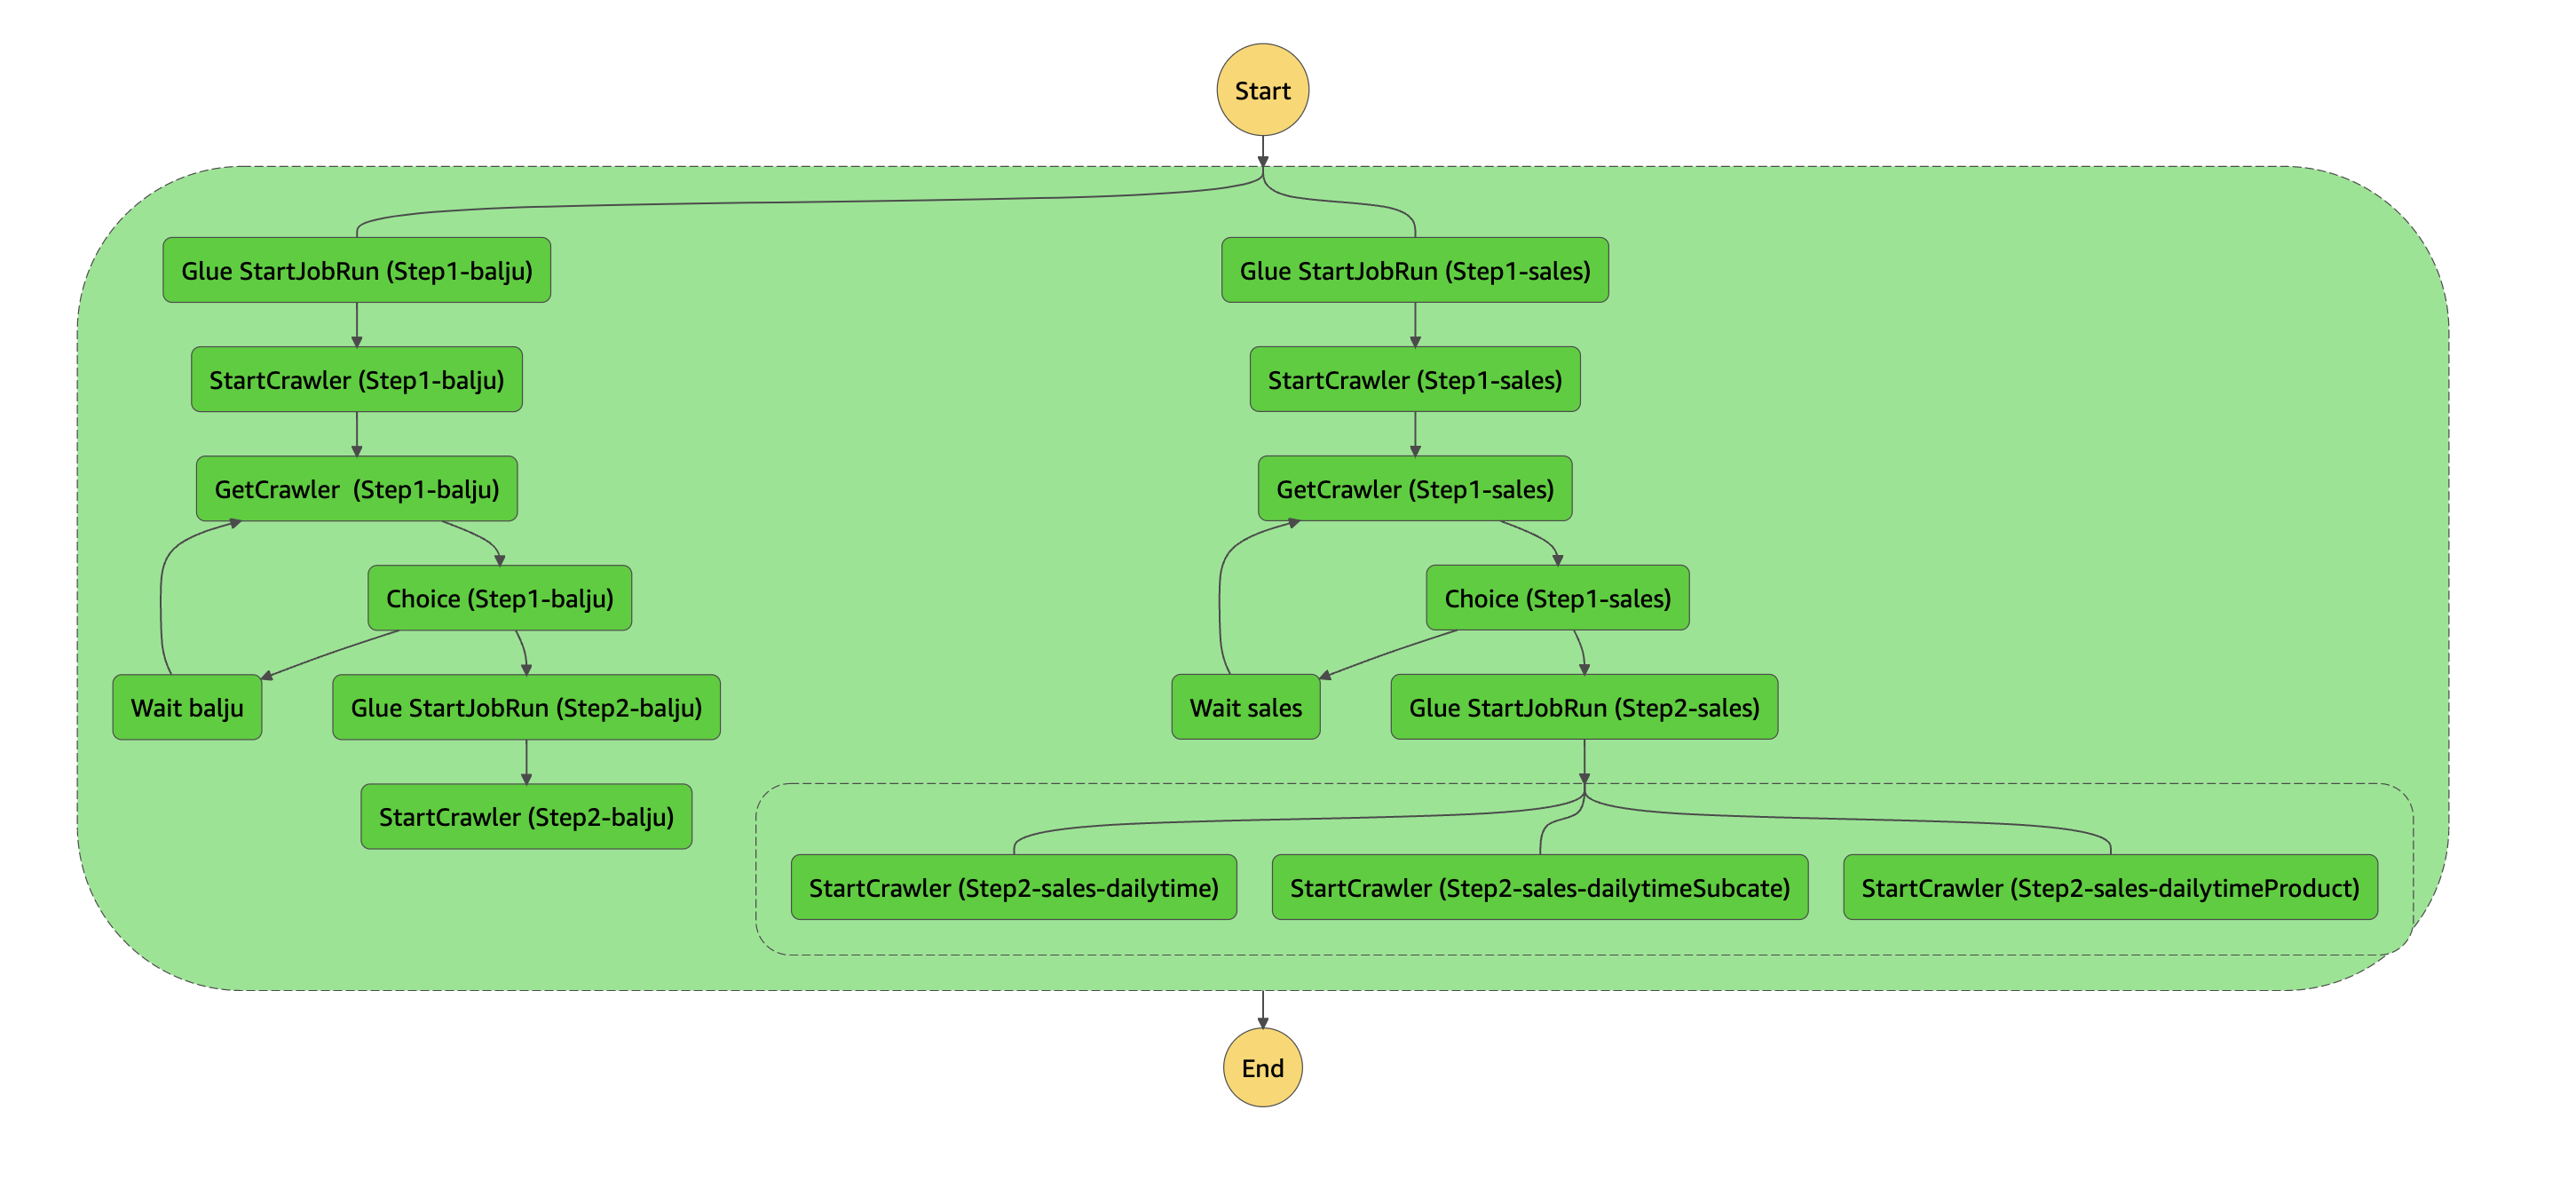 Start
Glue StartJobRun (Step1-balju)
Glue StartJobRun (Step1-sales)
StartCrawler (Step1-balju)
StartCrawler (Step1-sales)
GetCrawler  (Step1-balju)
GetCrawler (Step1-sales)
Choice (Step1-balju)
Choice (Step1-sales)
Wait balju
Glue StartJobRun (Step2-balju)
Wait sales
Glue StartJobRun (Step2-sales)
StartCrawler (Step2-balju)
StartCrawler (Step2-sales-dailytime)
StartCrawler (Step2-sales-dailytimeSubcate)
StartCrawler (Step2-sales-dailytimeProduct)
End